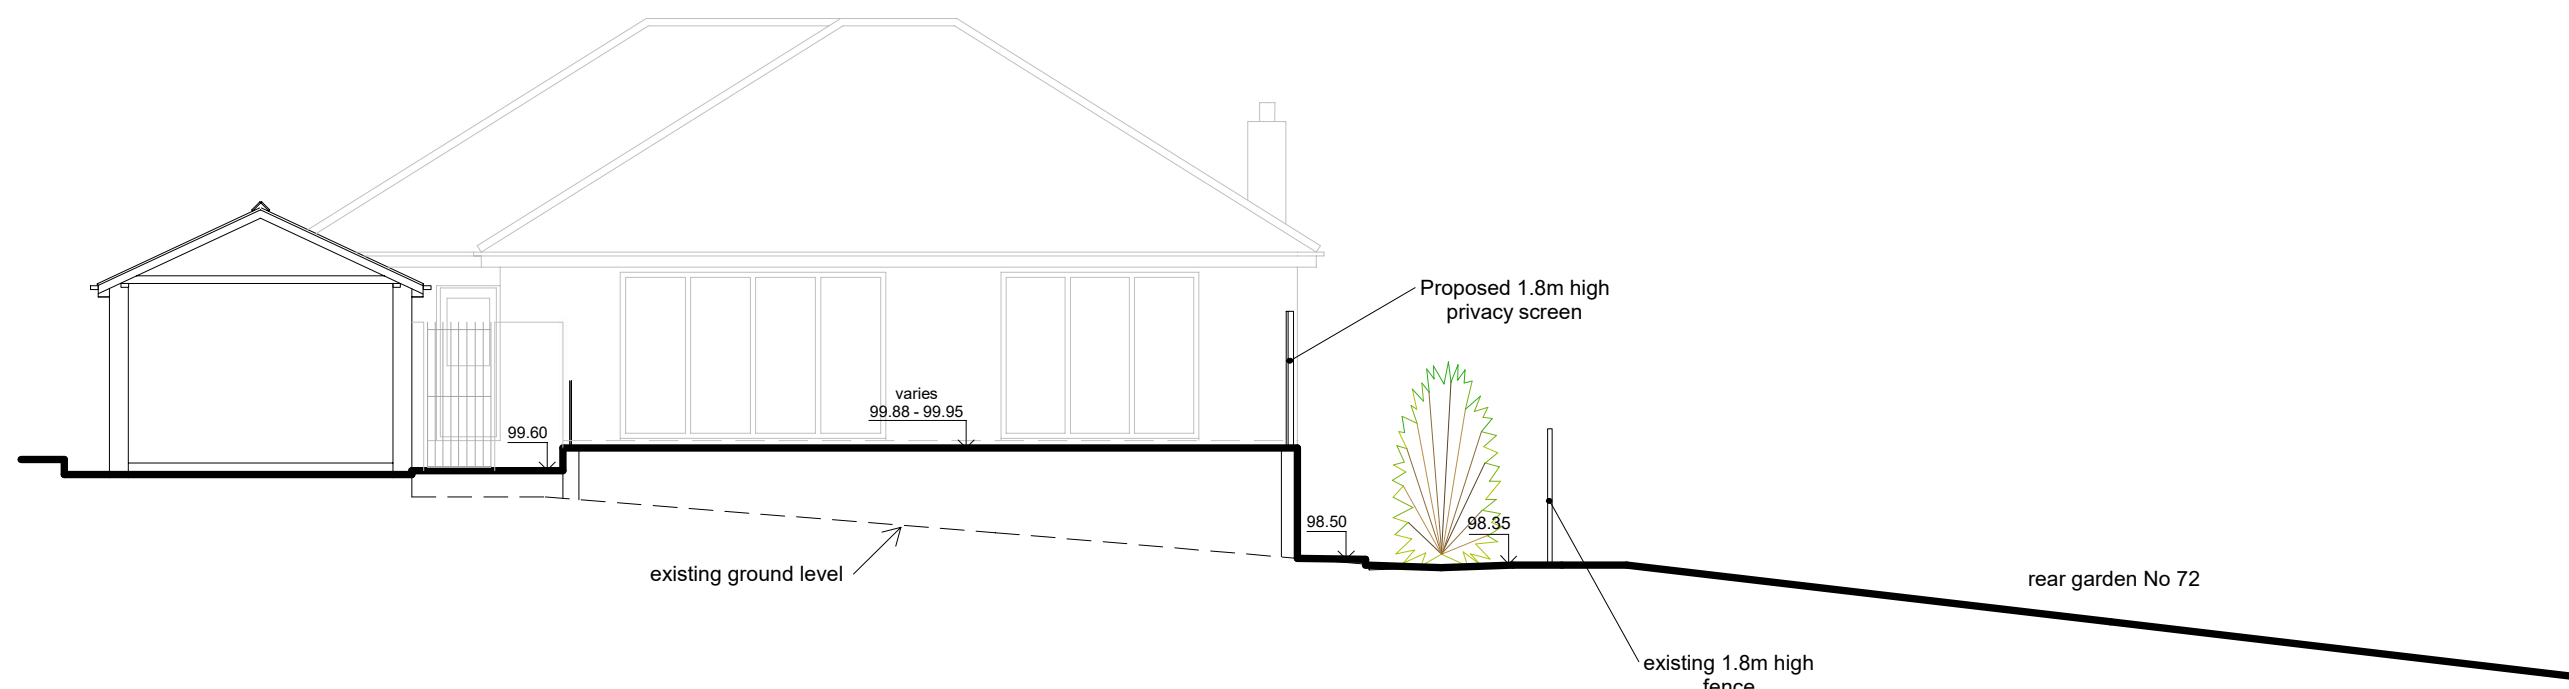 Proposed 1.8m high
privacy screen
varies
99.88 - 99.95
99.60
98.50
98.35
existing ground level
rear garden No 72
existing 1.8m high
fence